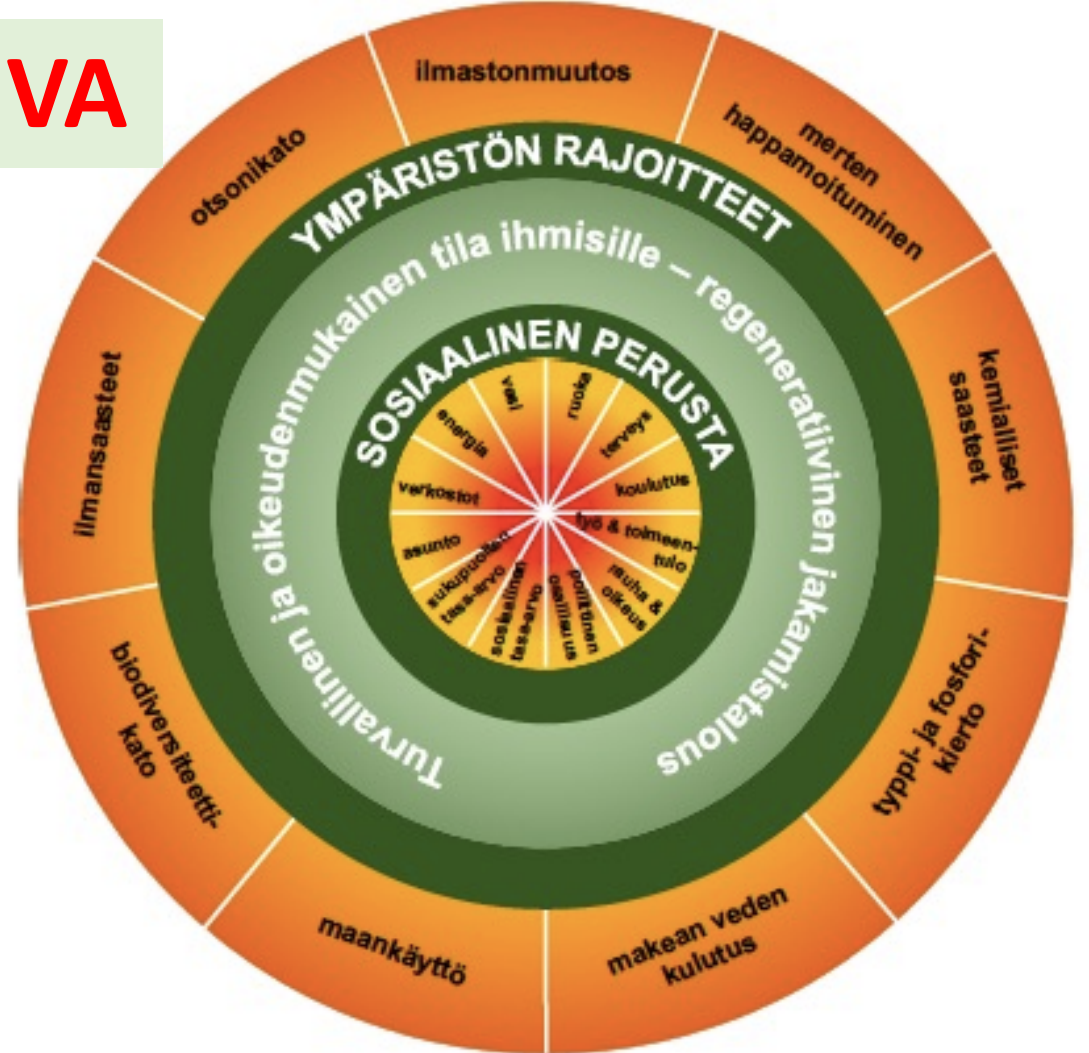 VA
ilmastonmuutos
merten
happamoituminen
kemialliset
saasteet
typpi- ja fosfori-
kierto
makean veden
kulutus
maankäyttö
biodiversiteetti-
kato
ilmansaasteet
otsonikato
YMPÄRISTÖN RAJOITTEET
Turvallinen ja oikeudenmukainen tila ihmisille – regeneratiivinen jakamistalous
SOSIAALINEN PERUSTA
vesi
ruoka
terveys
koulutus
työ & toimeen-
tulo
rauha &
oikeus
poliittinen
osallisuus
sosiaalinen
tasa-arvo
sukupuolten
tasa-arvo
asunto
verkostot
energia